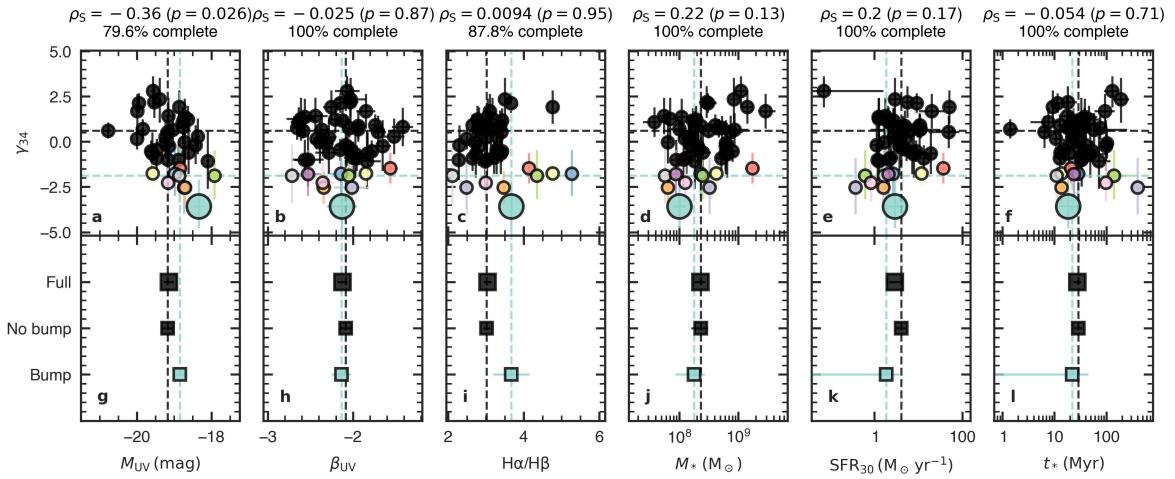 ρS = − 0.36 (p = 0.026)
79.6% complete
ρS = − 0.025 (p = 0.87)
100% complete
ρS = 0.0094 (p = 0.95)
87.8% complete
ρS = 0.22 (p = 0.13)
100% complete
ρS = 0.2 (p = 0.17)
100% complete
ρS = − 0.054 (p = 0.71)
100% complete
5.0
2.5
0.0
−2.5
−5.0
γ34
a
b
c
d
e
f
Full
No bump
Bump
g
h
i
j
k
l
−20 −18
−3 −2
2 4 6
10^8 10^9
1 100
1 10 100
MUV (mag)
βUV
Hα/Hβ
M* (M⊙)
SFR30 (M⊙ yr−1)
t* (Myr)